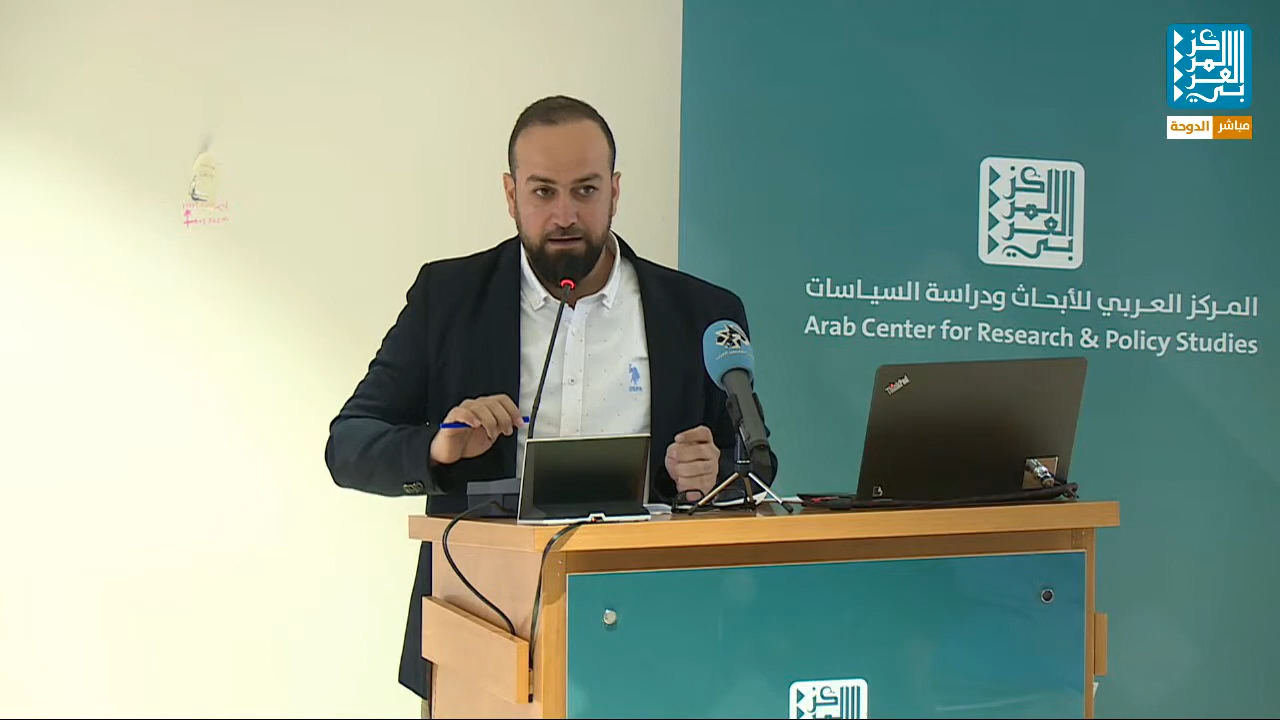 المركز العربي
مباشر الدوحة
المركز العربي
المركز العربي للأبحاث ودراسة السياسات
Arab Center for Research & Policy Studies
ThinkPad
USPA